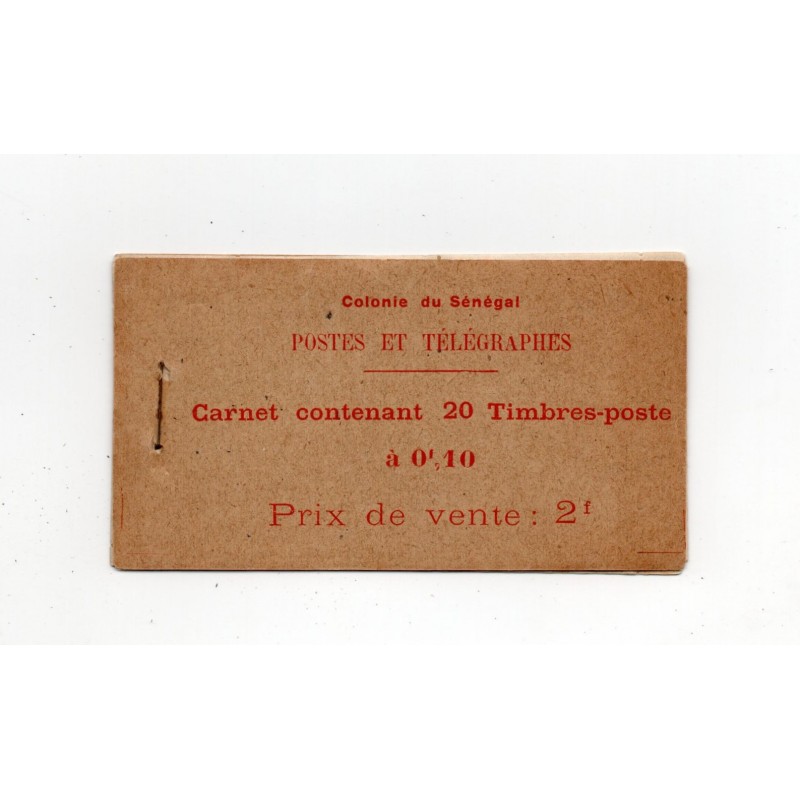 Colonie du Sénégal
POSTES ET TÉLÉGRAPHES
Carnet contenant 20 Timbres-poste
à 0ᶠ,10
Prix de vente : 2ᶠ